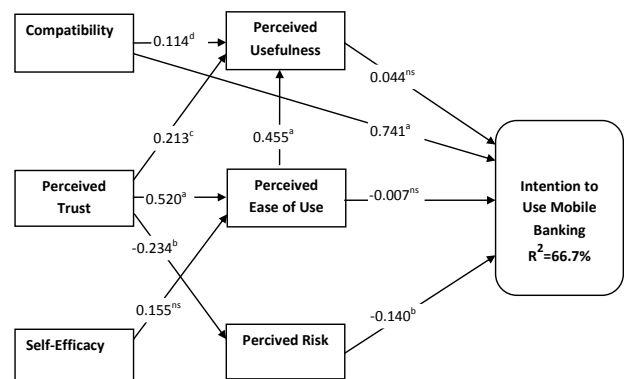 Compatibility
Perceived
Usefulness
0.114ᵈ
0.044ⁿˢ
0.213ᶜ
0.455ᵃ
0.741ᵃ
Perceived
Trust
0.520ᵃ
Perceived
Ease of Use
-0.007ⁿˢ
Intention to
Use Mobile
Banking
R²=66.7%
-0.234ᵇ
0.155ⁿˢ
-0.140ᵇ
Self-Efficacy
Percived Risk